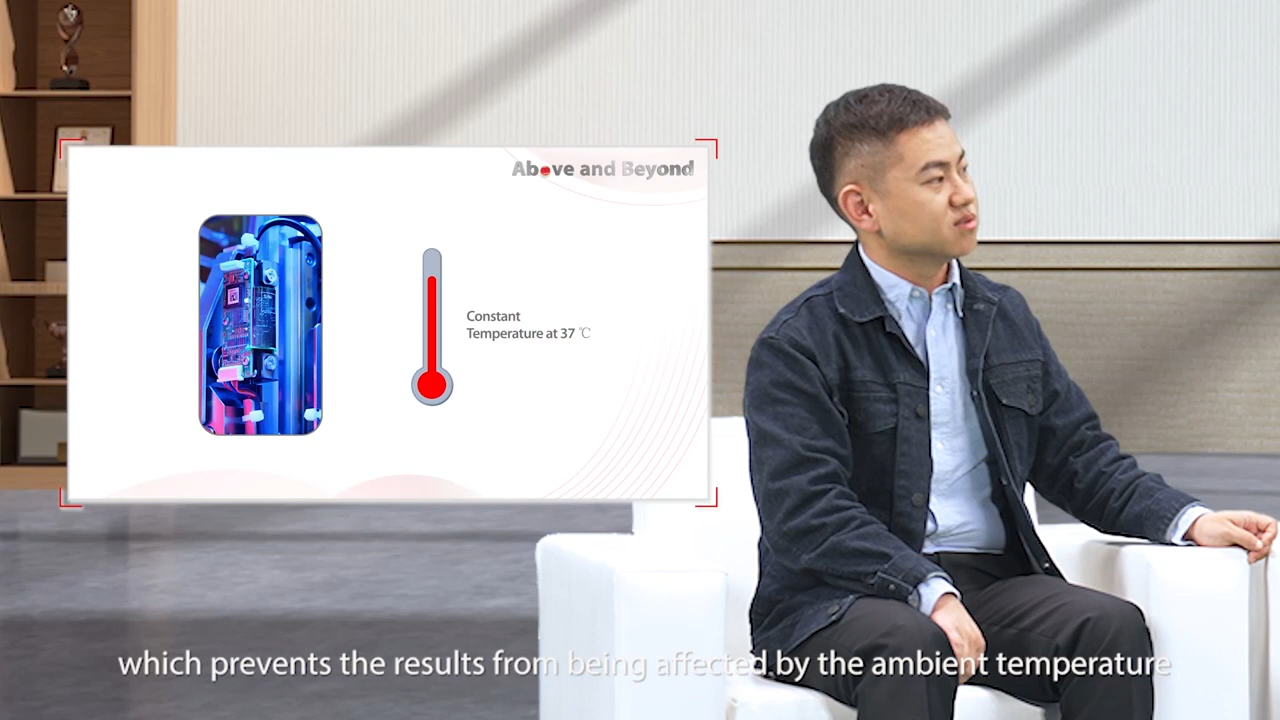 Above and Beyond
Constant
Temperature at 37 ℃
which prevents the results from being affected by the ambient temperature